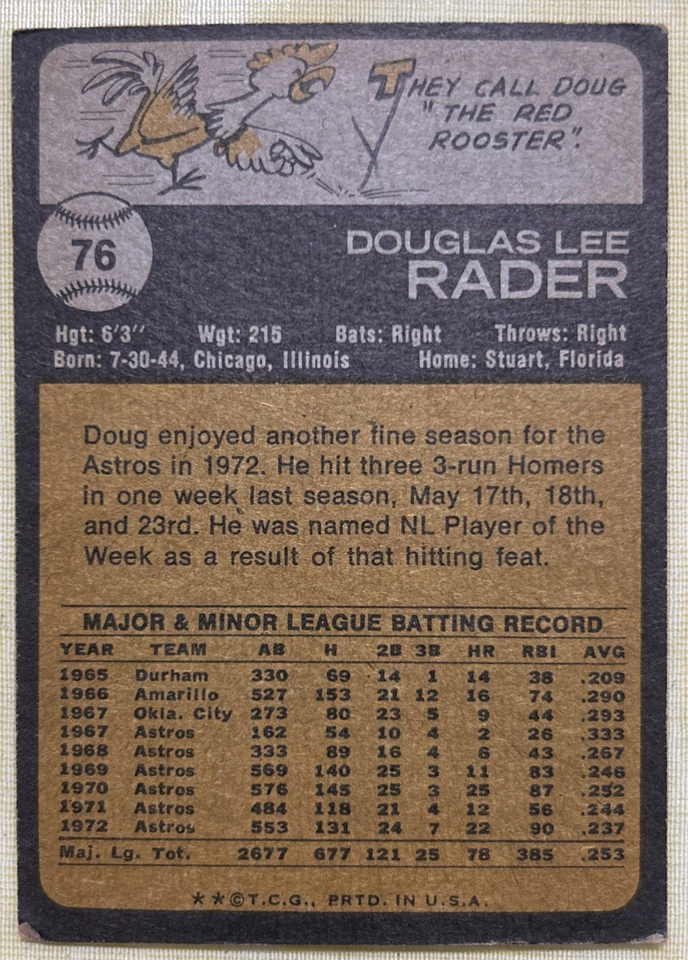 THEY CALL DOUG
"THE RED
ROOSTER".
76
DOUGLAS LEE
RADER
Hgt: 6'3" Wgt: 215 Bats: Right Throws: Right
Born: 7-30-44, Chicago, Illinois Home: Stuart, Florida
Doug enjoyed another fine season for the
Astros in 1972. He hit three 3-run Homers
in one week last season, May 17th, 18th,
and 23rd. He was named NL Player of the
Week as a result of that hitting feat.
MAJOR & MINOR LEAGUE BATTING RECORD
YEAR TEAM AB H 2B 3B HR RBI AVG
1965 Durham 330 69 14 1 14 38 .209
1966 Amarillo 527 153 21 12 16 74 .290
1967 Okla. City 273 80 23 5 9 44 .293
1967 Astros 162 54 10 4 2 26 .333
1968 Astros 333 89 16 4 6 43 .267
1969 Astros 569 140 25 3 11 83 .246
1970 Astros 576 145 25 3 25 87 .252
1971 Astros 484 118 21 4 12 56 .244
1972 Astros 553 131 24 7 22 90 .237
Maj. Lg. Tot. 2677 677 121 25 78 385 .253
**©T.C.G., PRTD. IN U.S.A.